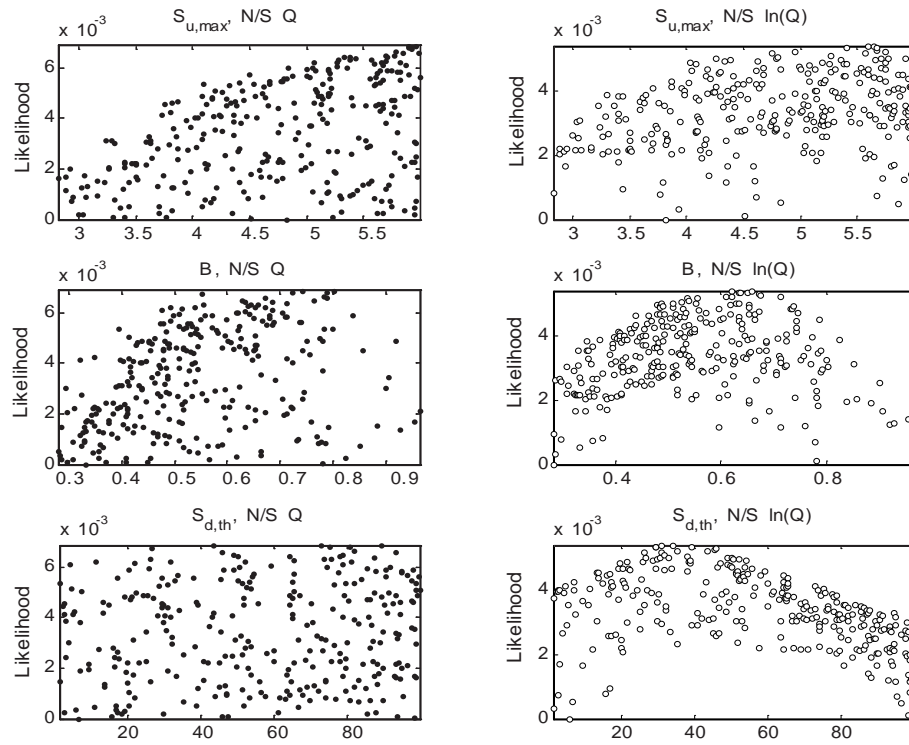 S_u,max, N/S Q
x 10^-3
Likelihood
6
4
2
0
3 3.5 4 4.5 5 5.5
S_u,max, N/S ln(Q)
x 10^-3
Likelihood
4
2
0
3 3.5 4 4.5 5 5.5
B, N/S Q
x 10^-3
Likelihood
6
4
2
0
0.3 0.4 0.5 0.6 0.7 0.8 0.9
B, N/S ln(Q)
x 10^-3
Likelihood
4
2
0
0.4 0.6 0.8
S_d,th, N/S Q
x 10^-3
Likelihood
6
4
2
0
20 40 60 80
S_d,th, N/S ln(Q)
x 10^-3
Likelihood
4
2
0
20 40 60 80